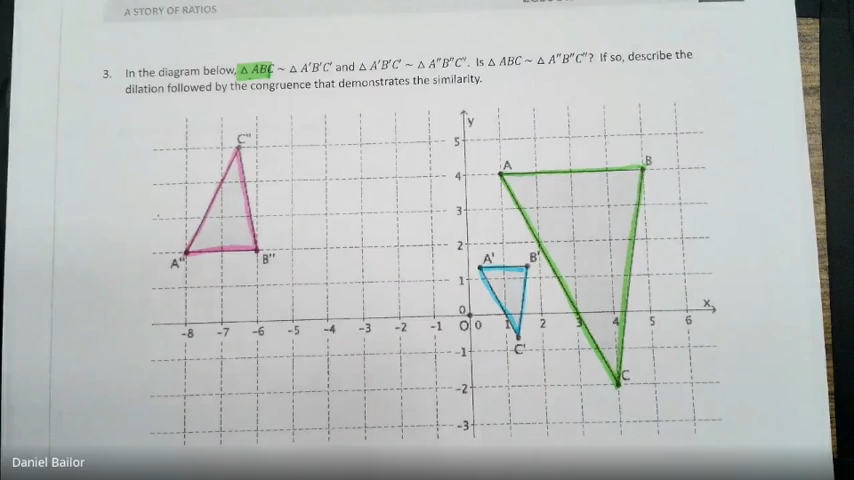 A STORY OF RATIOS
3. In the diagram below, △ ABC ~ △ A′B′C′ and △ A′B′C′ ~ △ A″B″C″. Is △ ABC ~ △ A″B″C″? If so, describe the
dilation followed by the congruence that demonstrates the similarity.
y
C"
5
A
B
4
3
2
A"
B"
A'
B'
1
0
x
-8 -7 -6 -5 -4 -3 -2 -1 O 0 1 2 3 4 5 6
-1
C'
C
-2
-3
Daniel Bailor